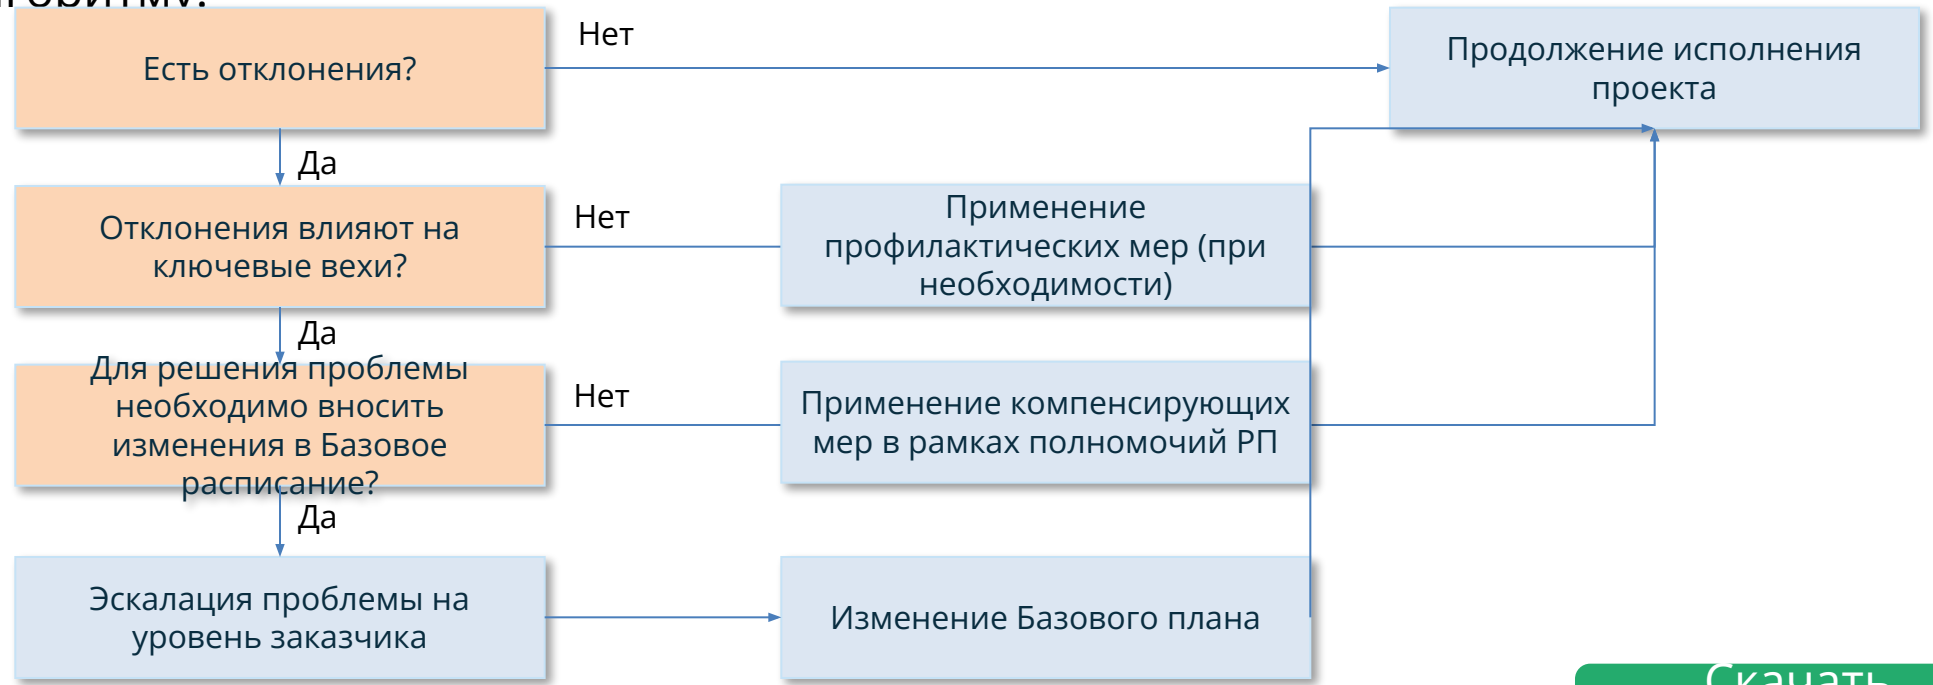 Есть отклонения?
Нет
Продолжение исполнения
проекта
Да
Отклонения влияют на
ключевые вехи?
Нет
Применение
профилактических мер (при
необходимости)
Да
Для решения проблемы
необходимо вносить
изменения в Базовое
расписание?
Нет
Применение компенсирующих
мер в рамках полномочий РП
Да
Эскалация проблемы на
уровень заказчика
Изменение Базового плана
Скачать